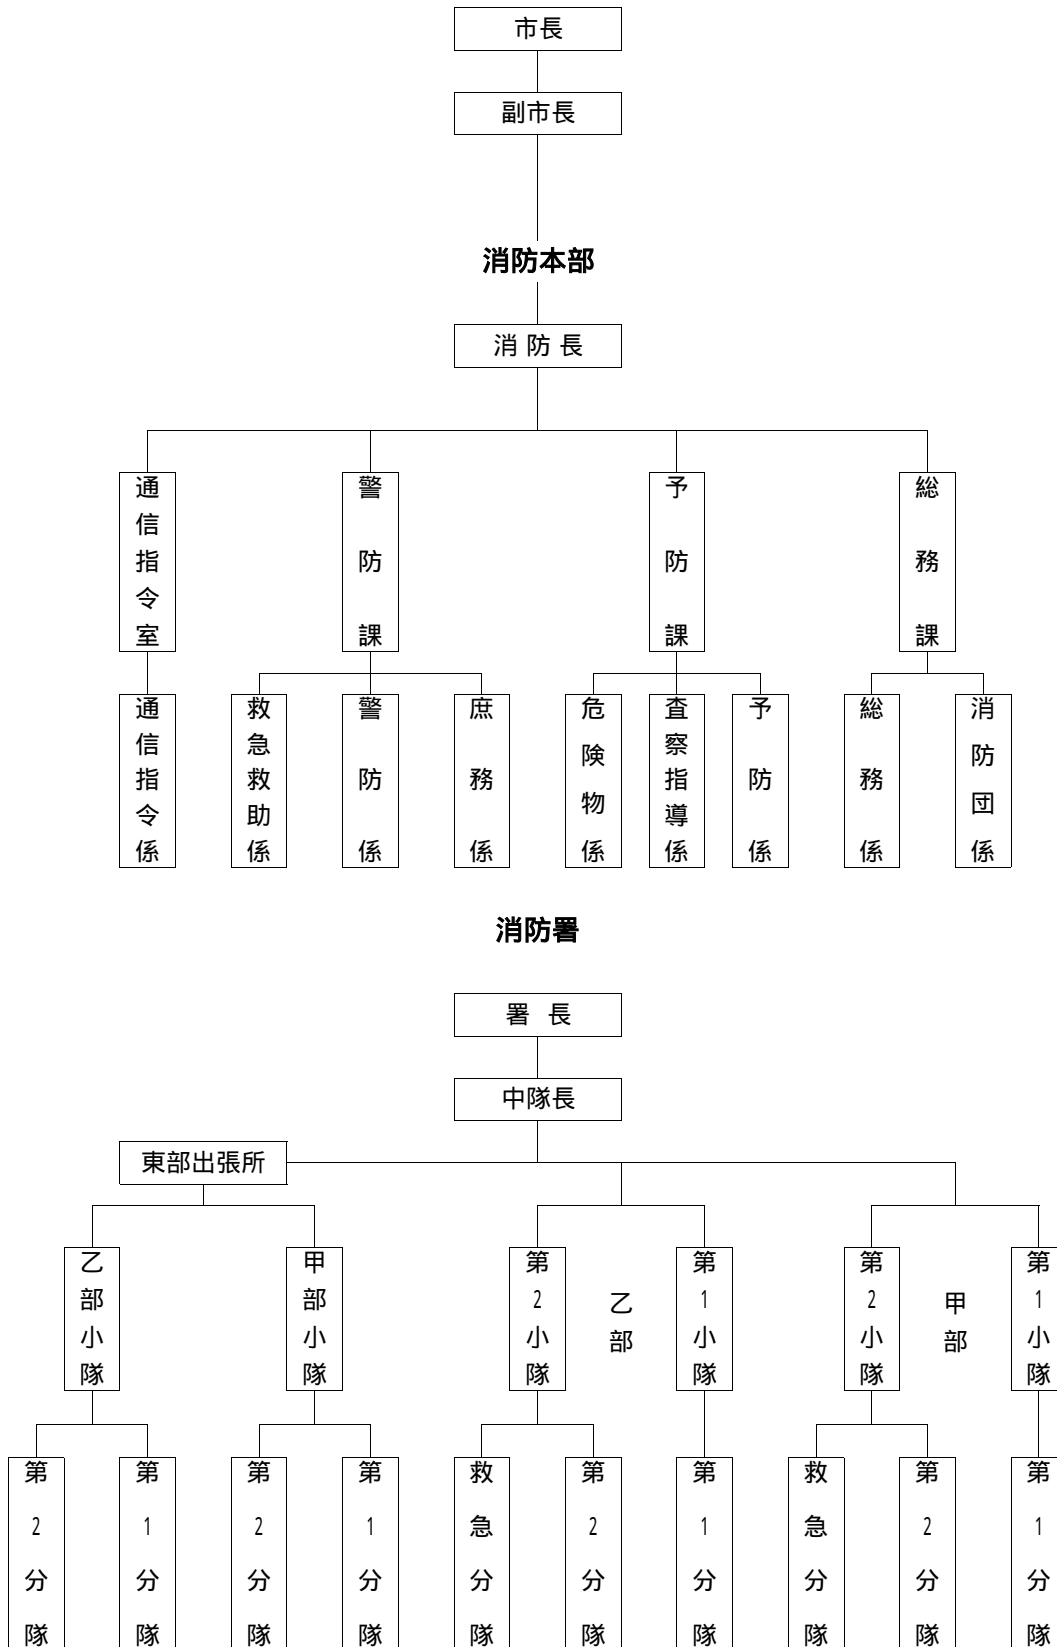 市長
副市長
消防本部
消防長
通信指令室
警防課
予防課
総務課
通信指令係
救急救助係
警防係
庶務係
危険物係
査察指導係
予防係
総務係
消防団係
消防署
署長
中隊長
東部出張所
乙部小隊
甲部小隊
第2小隊
乙部
第1小隊
第2小隊
甲部
第1小隊
第2分隊
第1分隊
第2分隊
第1分隊
救急分隊
第2分隊
第1分隊
救急分隊
第2分隊
第1分隊